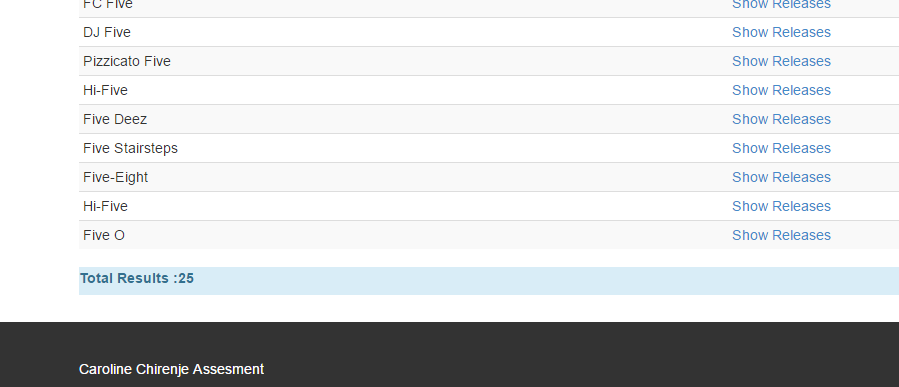 FC Five Show Releases
DJ Five Show Releases
Pizzicato Five Show Releases
Hi-Five Show Releases
Five Deez Show Releases
Five Stairsteps Show Releases
Five-Eight Show Releases
Hi-Five Show Releases
Five O Show Releases
Total Results :25
Caroline Chirenje Assesment